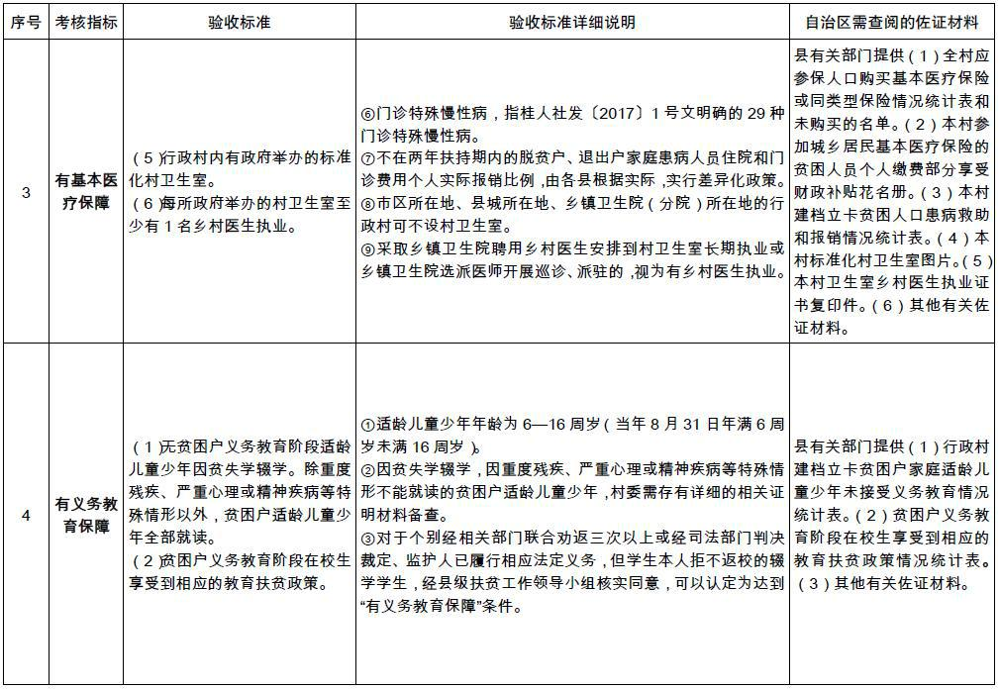 序号
考核指标
验收标准
验收标准详细说明
自治区需查阅的佐证材料
3
有基本医
疗保障
（5）行政村内有政府举办的标准
化村卫生室。
（6）每所政府举办的村卫生室至
少有1名乡村医生执业。
⑥门诊特殊慢性病，指桂人社发〔2017〕1号文明确的29种
门诊特殊慢性病。
⑦不在两年扶持期内的脱贫户、退出户家庭患病人员住院和门
诊费用个人实际报销比例，由各县根据实际，实行差异化政策。
⑧市区所在地、县城所在地、乡镇卫生院（分院）所在地的行
政村可不设村卫生室。
⑨采取乡镇卫生院聘用乡村医生安排到村卫生室长期执业或
乡镇卫生院选派医师开展巡诊、派驻的，视为有乡村医生执业。
县有关部门提供（1）全村应
参保人口购买基本医疗保险
或同类型保险情况统计表和
未购买的名单。（2）本村参
加城乡居民基本医疗保险的
贫困人员个人缴费部分享受
财政补贴花名册。（3）本村
建档立卡贫困人口患病救助
和报销情况统计表。（4）本
村标准化村卫生室图片。（5）
本村卫生室乡村医生执业证
书复印件。（6）其他有关佐
证材料。
4
有义务教
育保障
（1）无贫困户义务教育阶段适龄
儿童少年因贫失学辍学。除重度
残疾、严重心理或精神疾病等特
殊情形以外，贫困户适龄儿童少
年全部就读。
（2）贫困户义务教育阶段在校生
享受到相应的教育扶贫政策。
①适龄儿童少年年龄为6—16周岁（当年8月31日年满6周
岁未满16周岁）。
②因贫失学辍学，因重度残疾、严重心理或精神疾病等特殊情
形不能就读的贫困户适龄儿童少年，村委需存有详细的相关证
明材料备查。
③对于个别经相关部门联合劝返三次以上或经司法部门判决
裁定、监护人已履行相应法定义务，但学生本人拒不返校的辍
学学生，经县级扶贫工作领导小组核实同意，可以认定为达到
“有义务教育保障”条件。
县有关部门提供（1）行政村
建档立卡贫困户家庭适龄儿
童少年未接受义务教育情况
统计表。（2）贫困户义务教
育阶段在校生享受到相应的
教育扶贫政策情况统计表。
（3）其他有关佐证材料。